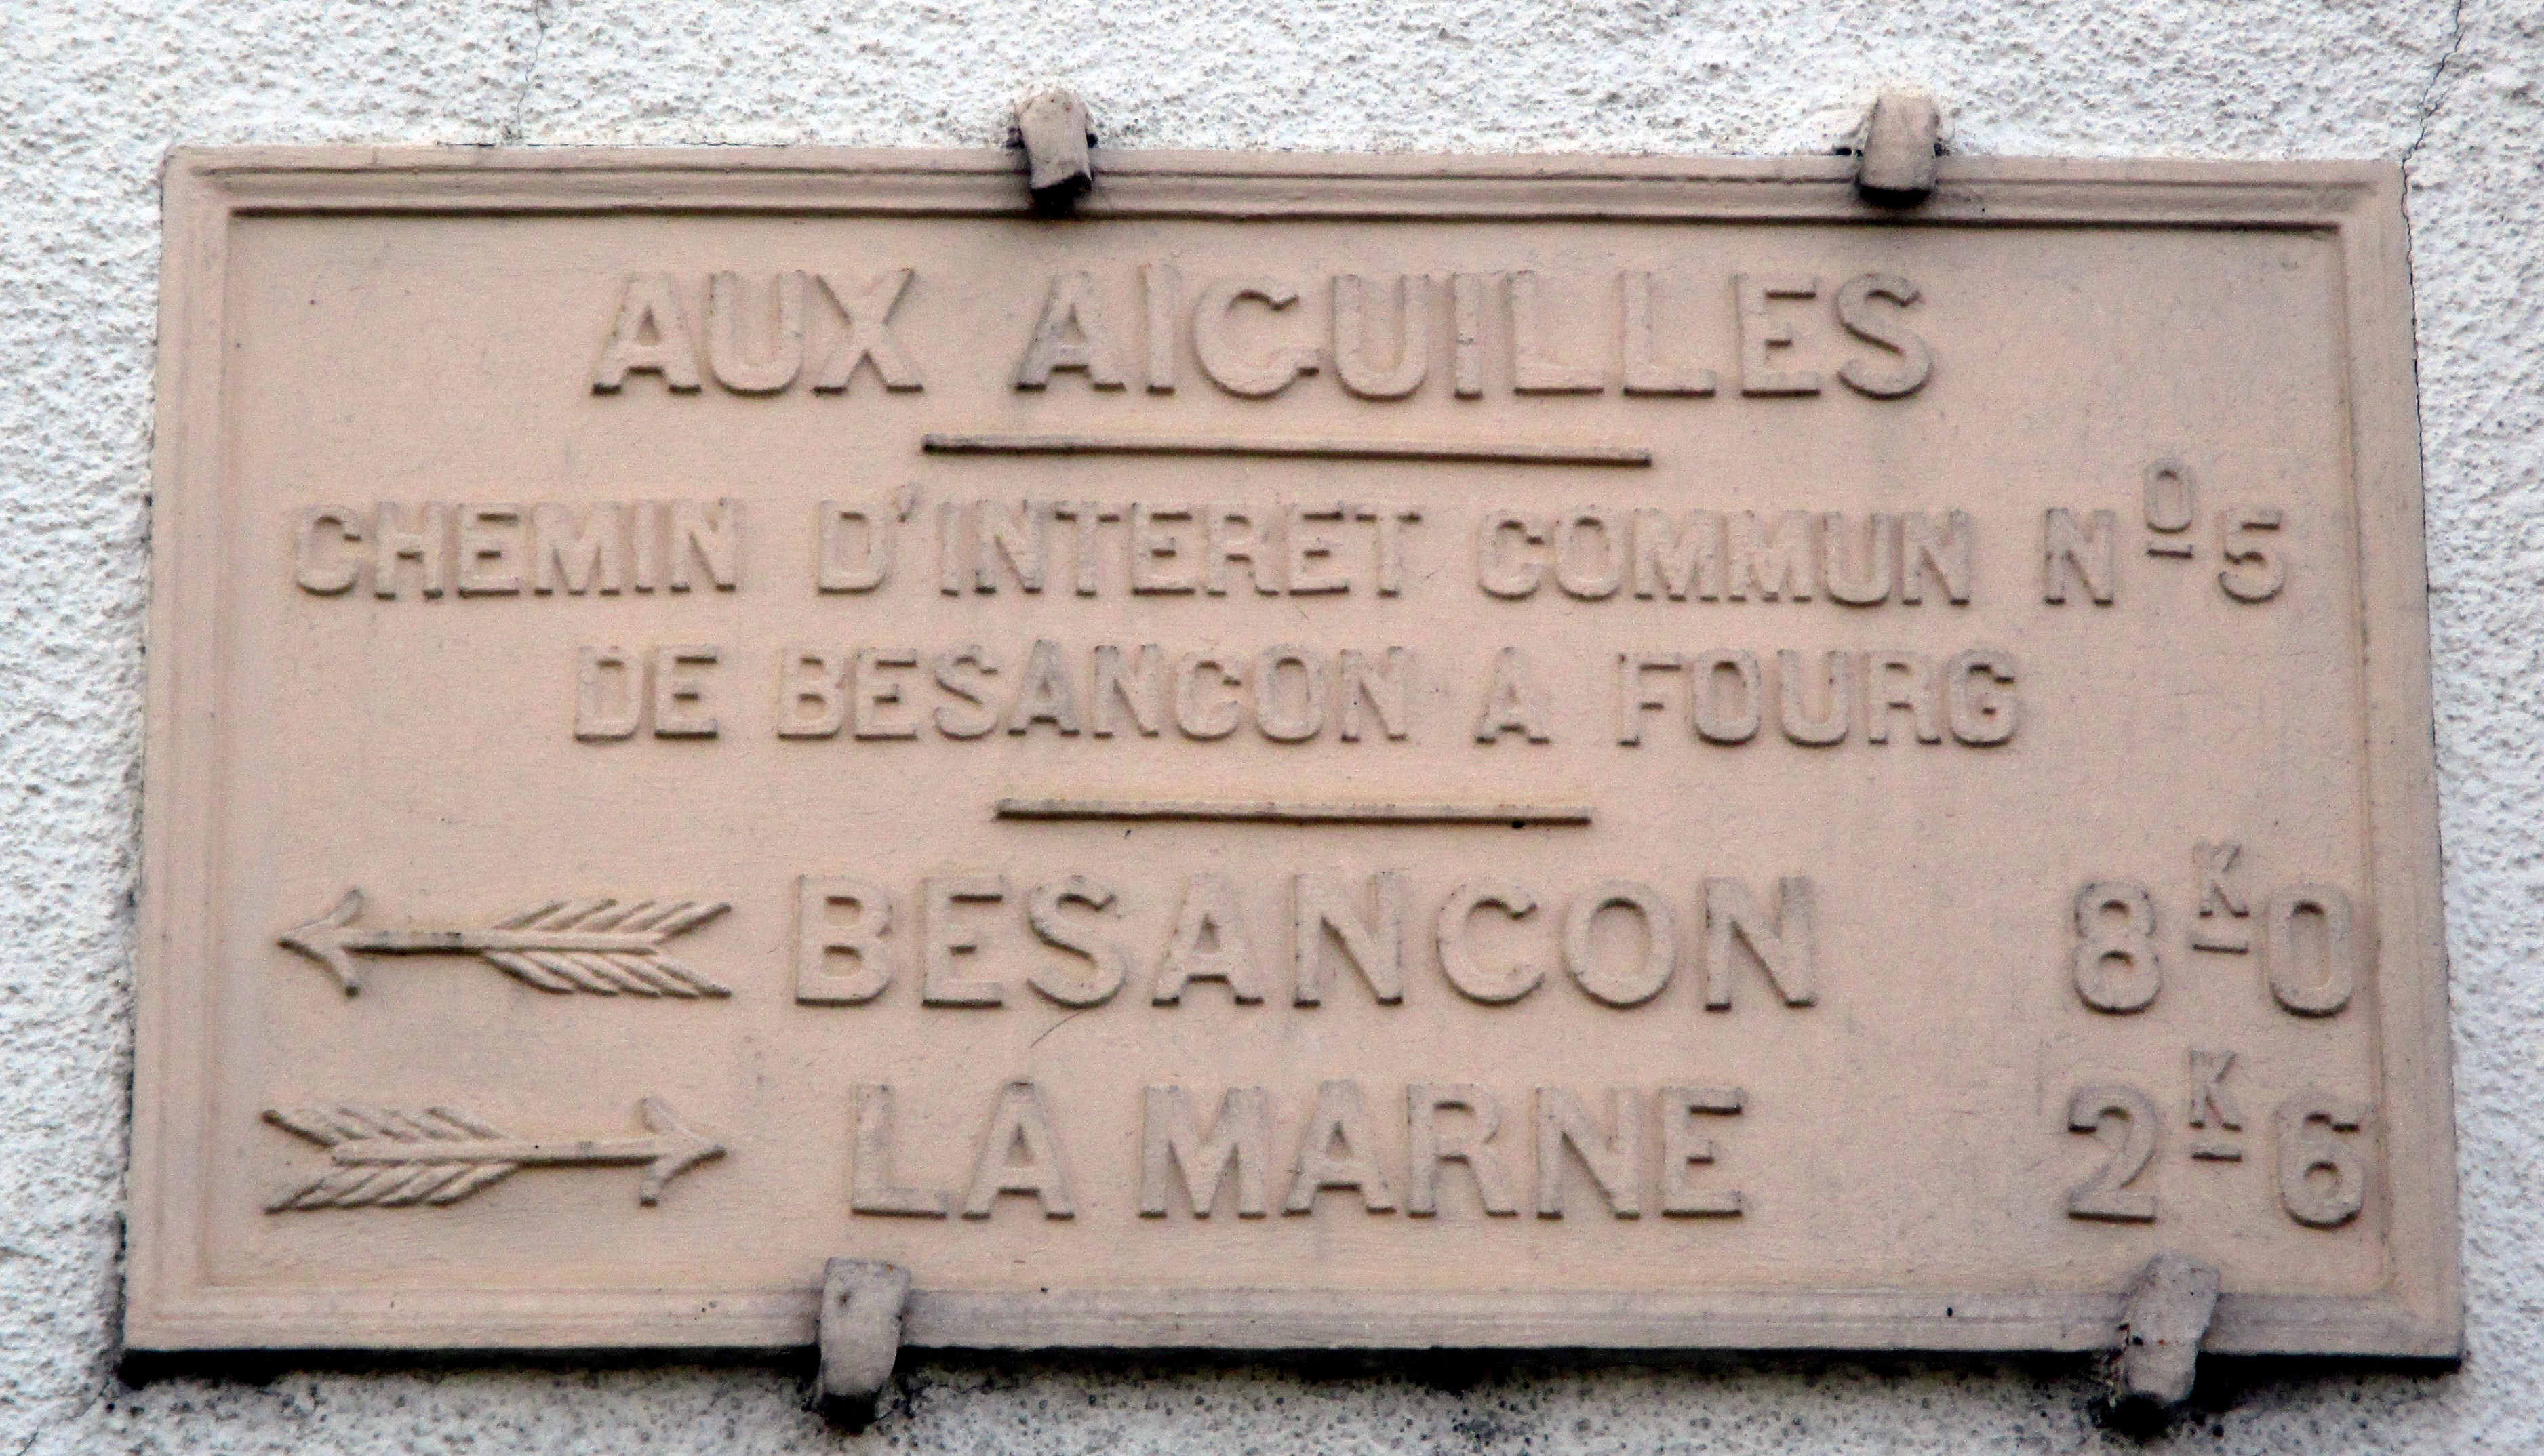 AUX AIGUILLES
CHEMIN D'INTERET COMMUN Nº 5
DE BESANCON A FOURG
BESANCON 8K0
LA MARNE 2K6